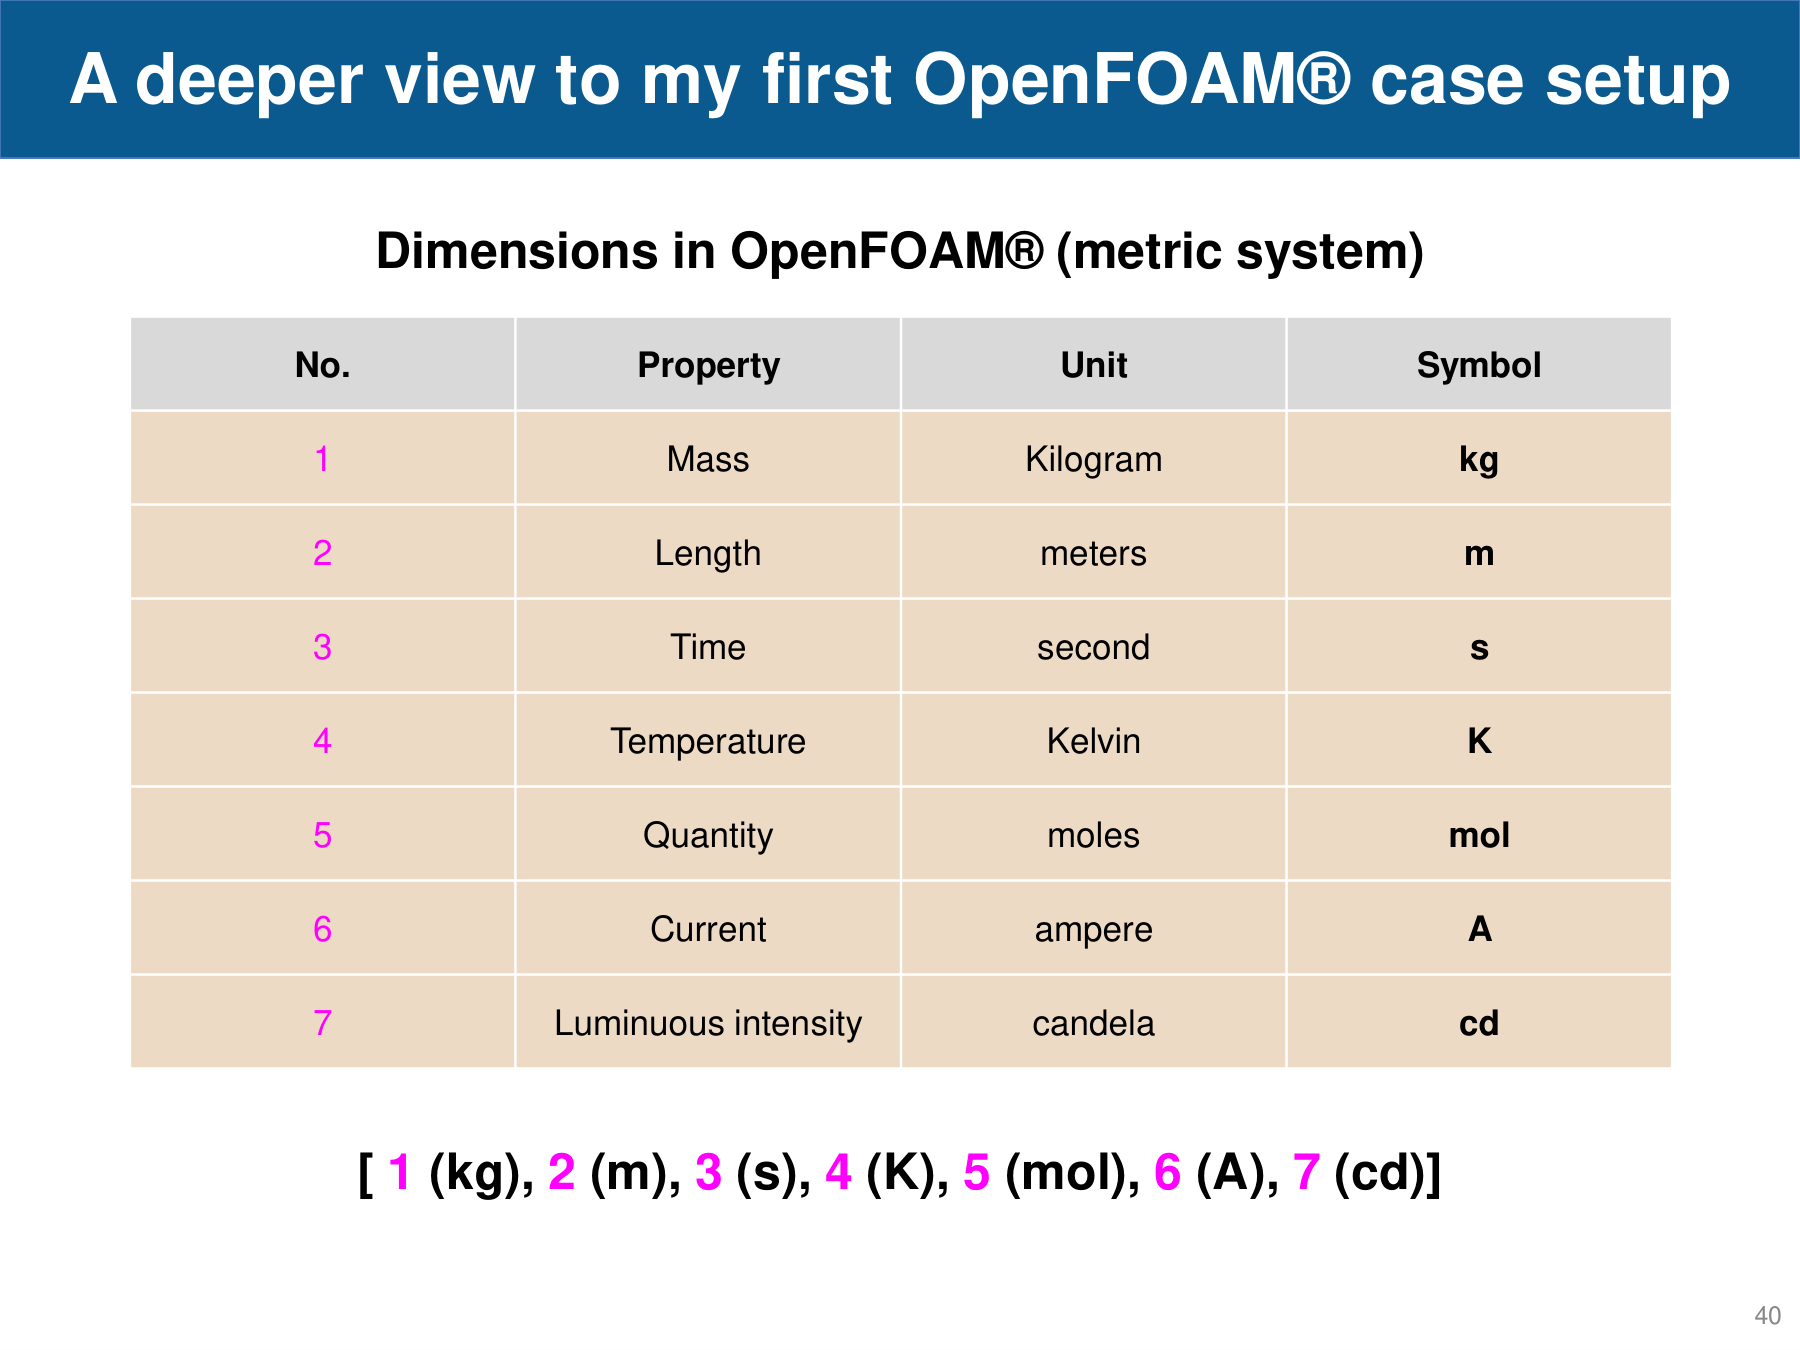 A deeper view to my first OpenFOAM® case setup
Dimensions in OpenFOAM® (metric system)
No. Property Unit Symbol
1 Mass Kilogram kg
2 Length meters m
3 Time second s
4 Temperature Kelvin K
5 Quantity moles mol
6 Current ampere A
7 Luminuous intensity candela cd
[ 1 (kg), 2 (m), 3 (s), 4 (K), 5 (mol), 6 (A), 7 (cd)]
40